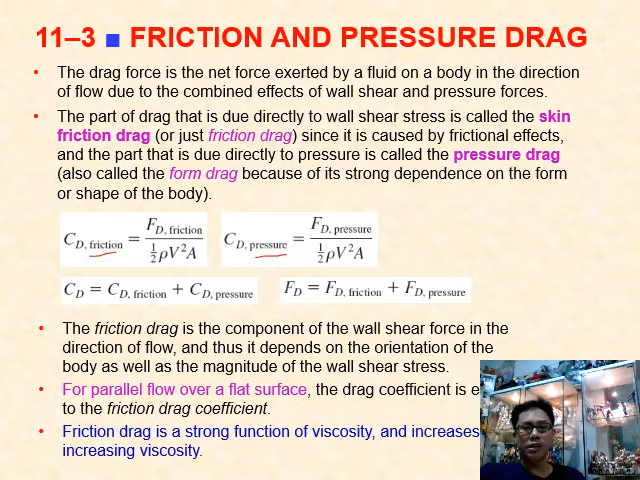 11–3 ■ FRICTION AND PRESSURE DRAG
• The drag force is the net force exerted by a fluid on a body in the direction
of flow due to the combined effects of wall shear and pressure forces.
• The part of drag that is due directly to wall shear stress is called the skin
friction drag (or just friction drag) since it is caused by frictional effects,
and the part that is due directly to pressure is called the pressure drag
(also called the form drag because of its strong dependence on the form
or shape of the body).
C_{D, friction} = F_{D, friction} / ½ρV²A C_{D, pressure} = F_{D, pressure} / ½ρV²A
C_D = C_{D, friction} + C_{D, pressure} F_D = F_{D, friction} + F_{D, pressure}
• The friction drag is the component of the wall shear force in the
direction of flow, and thus it depends on the orientation of the
body as well as the magnitude of the wall shear stress.
• For parallel flow over a flat surface, the drag coefficient is e
to the friction drag coefficient.
• Friction drag is a strong function of viscosity, and increases
increasing viscosity.